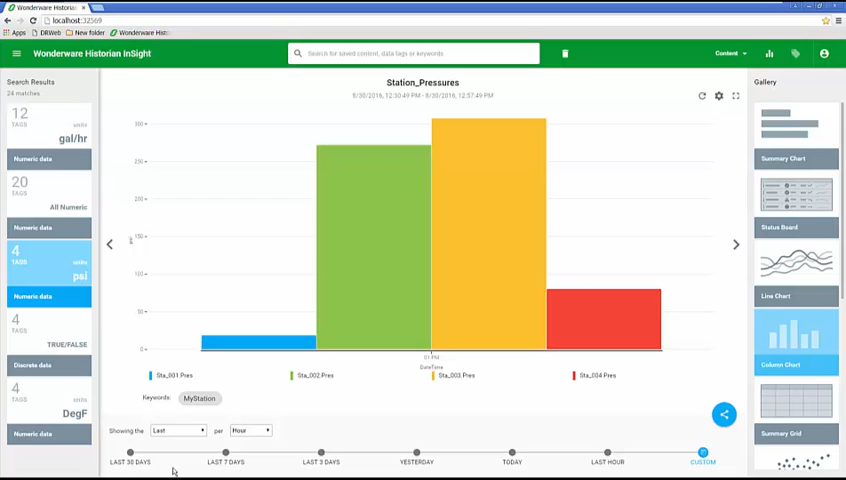 Wonderware Historian InSight
localhost:32569
Apps
DRWeb
New folder
Wonderware Histori
Wonderware Historian InSight
Search for saved content, data tags or keywords
Content
Search Results
24 matches
12
TAGS
units
gal/hr
Numeric data
20
TAGS
All Numeric
Numeric data
4
TAGS
units
psi
Numeric data
4
TAGS
TRUE/FALSE
Discrete data
4
TAGS
units
DegF
Numeric data
Station_Pressures
8/30/2016, 12:30:49 PM - 8/30/2016, 12:57:49 PM
300
250
200
150
100
50
0
psi
01 PM
DateTime
Sta_001.Pres
Sta_002.Pres
Sta_003.Pres
Sta_004.Pres
Keywords:
MyStation
Showing the
Last
per
Hour
LAST 30 DAYS
LAST 7 DAYS
LAST 3 DAYS
YESTERDAY
TODAY
LAST HOUR
CUSTOM
Gallery
Summary Chart
Status Board
Line Chart
Column Chart
Summary Grid